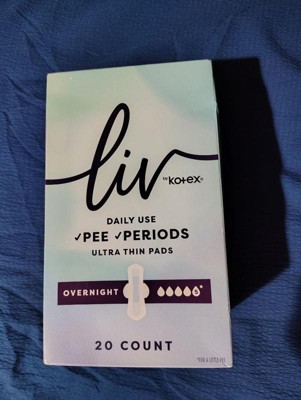 liv
by Kotex®
DAILY USE
✓PEE ✓PERIODS
ULTRA THIN PADS
OVERNIGHT
20 COUNT